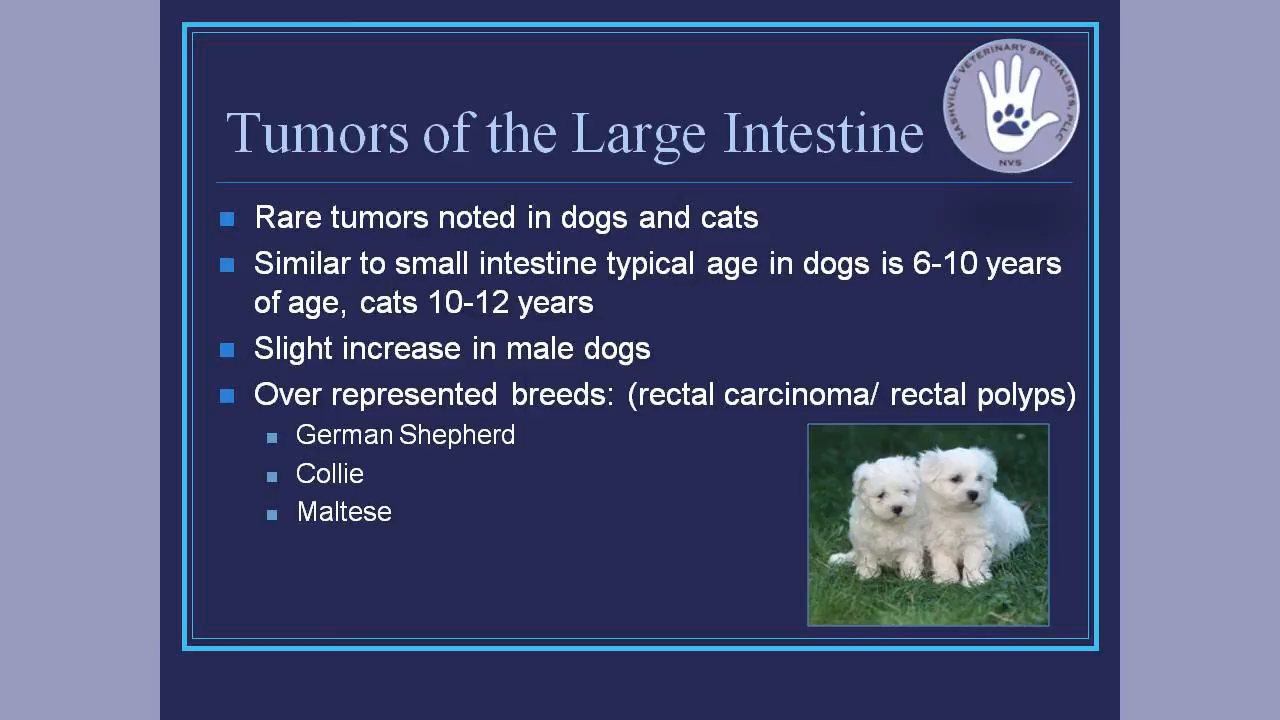 Tumors of the Large Intestine
NASHVILLE VETERINARY SPECIALISTS, PLLC
NVS
Rare tumors noted in dogs and cats
Similar to small intestine typical age in dogs is 6-10 years
of age, cats 10-12 years
Slight increase in male dogs
Over represented breeds: (rectal carcinoma/ rectal polyps)
German Shepherd
Collie
Maltese